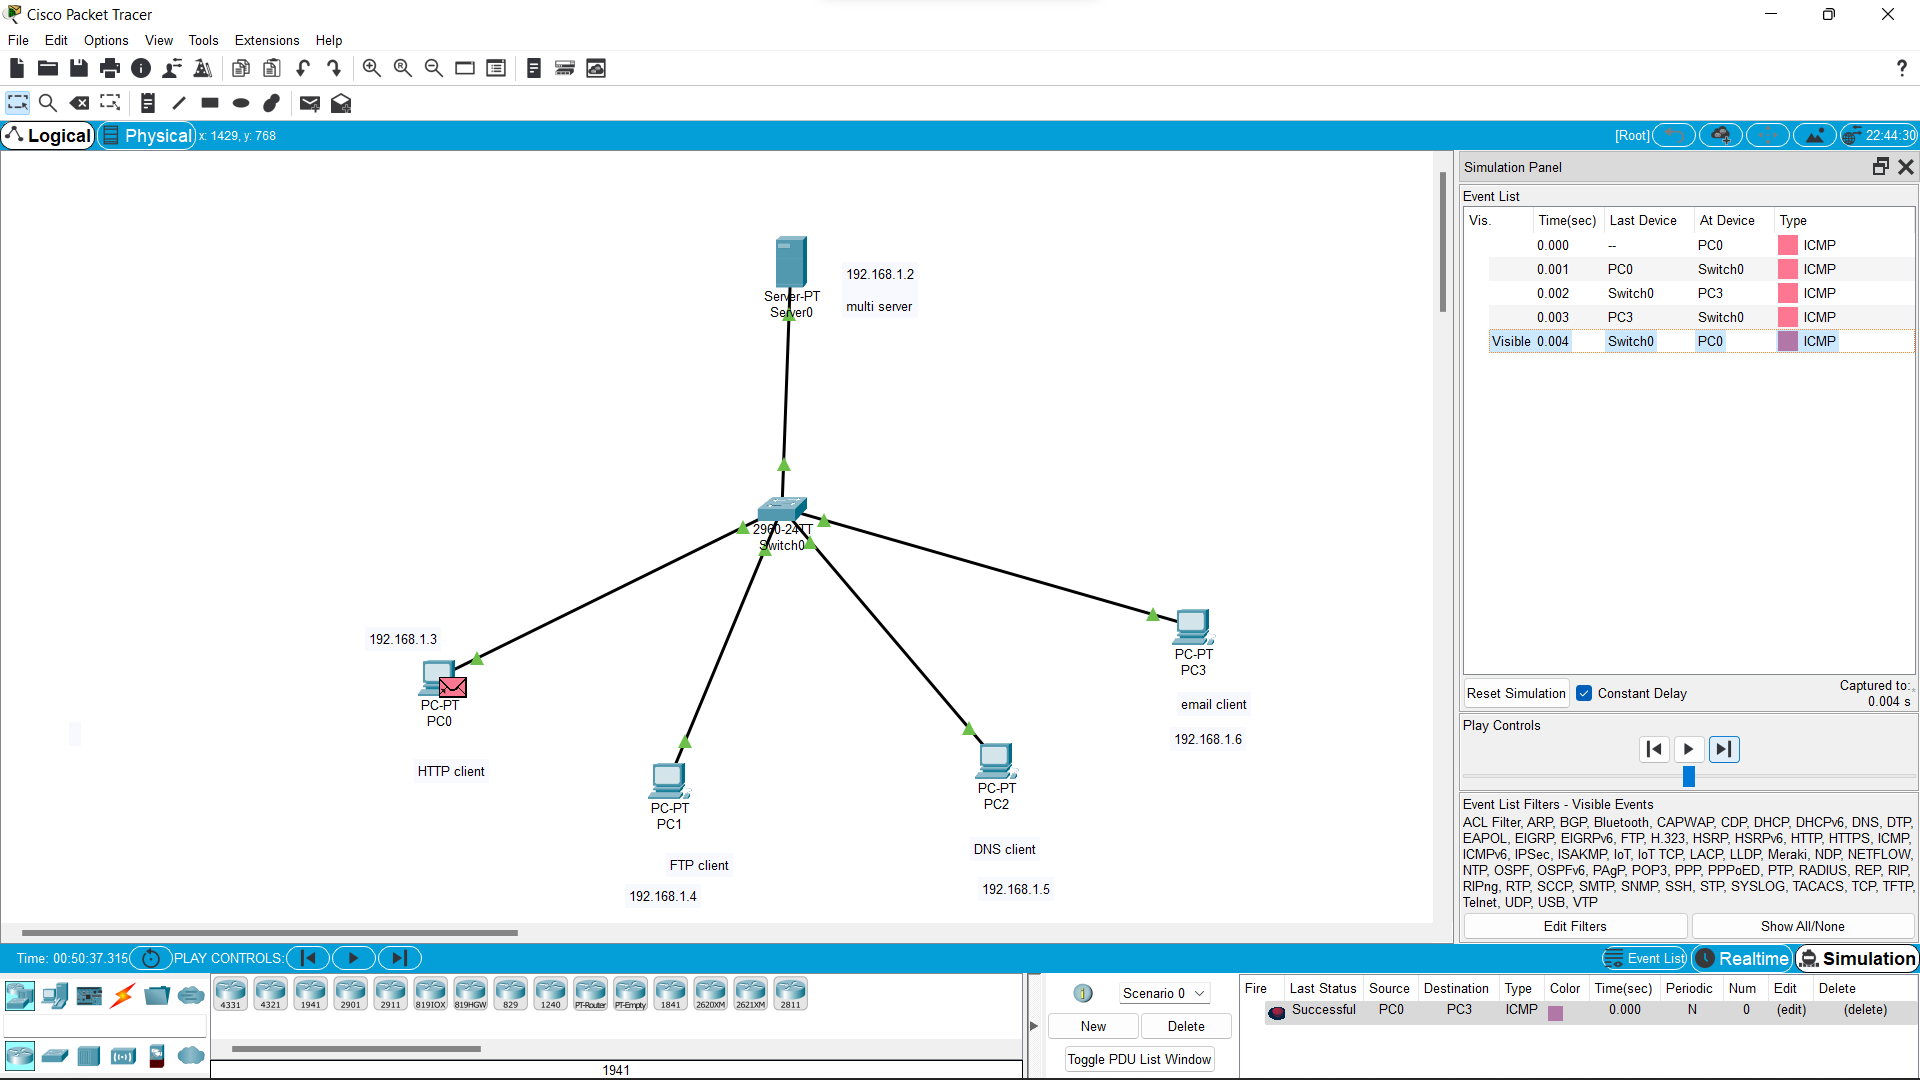 Cisco Packet Tracer
File Edit Options View Tools Extensions Help
Logical Physical x: 1429, y: 768 [Root] 22:44:30
Simulation Panel
Event List
Vis. Time(sec) Last Device At Device Type
0.000 -- PC0 ICMP
0.001 PC0 Switch0 ICMP
0.002 Switch0 PC3 ICMP
0.003 PC3 Switch0 ICMP
Visible 0.004 Switch0 PC0 ICMP
Reset Simulation Constant Delay Captured to:
0.004 s
Play Controls
Event List Filters - Visible Events
ACL Filter, ARP, BGP, Bluetooth, CAPWAP, CDP, DHCP, DHCPv6, DNS, DTP,
EAPOL, EIGRP, EIGRPv6, FTP, H.323, HSRP, HSRPv6, HTTP, HTTPS, ICMP,
ICMPv6, IPSec, ISAKMP, IoT, IoT TCP, LACP, LLDP, Meraki, NDP, NETFLOW,
NTP, OSPF, OSPFv6, PAgP, POP3, PPP, PPPoED, PTP, RADIUS, REP, RIP,
RIPng, RTP, SCCP, SMTP, SNMP, SSH, STP, SYSLOG, TACACS, TCP, TFTP,
Telnet, UDP, USB, VTP
Edit Filters Show All/None
192.168.1.2
multi server
Server-PT
Server0
2960-24TT
Switch0
192.168.1.3
PC-PT
PC0
HTTP client
PC-PT
PC1
FTP client
192.168.1.4
PC-PT
PC2
DNS client
192.168.1.5
PC-PT
PC3
email client
192.168.1.6
Time: 00:50:37.315 PLAY CONTROLS: Event List Realtime Simulation
4331 4321 1941 2901 2911 819IOX 819HGW 829 1240 PT-Router PT-Empty 1841 2620XM 2621XM 2811
1941
Scenario 0
New Delete
Toggle PDU List Window
Fire Last Status Source Destination Type Color Time(sec) Periodic Num Edit Delete
Successful PC0 PC3 ICMP 0.000 N 0 (edit) (delete)